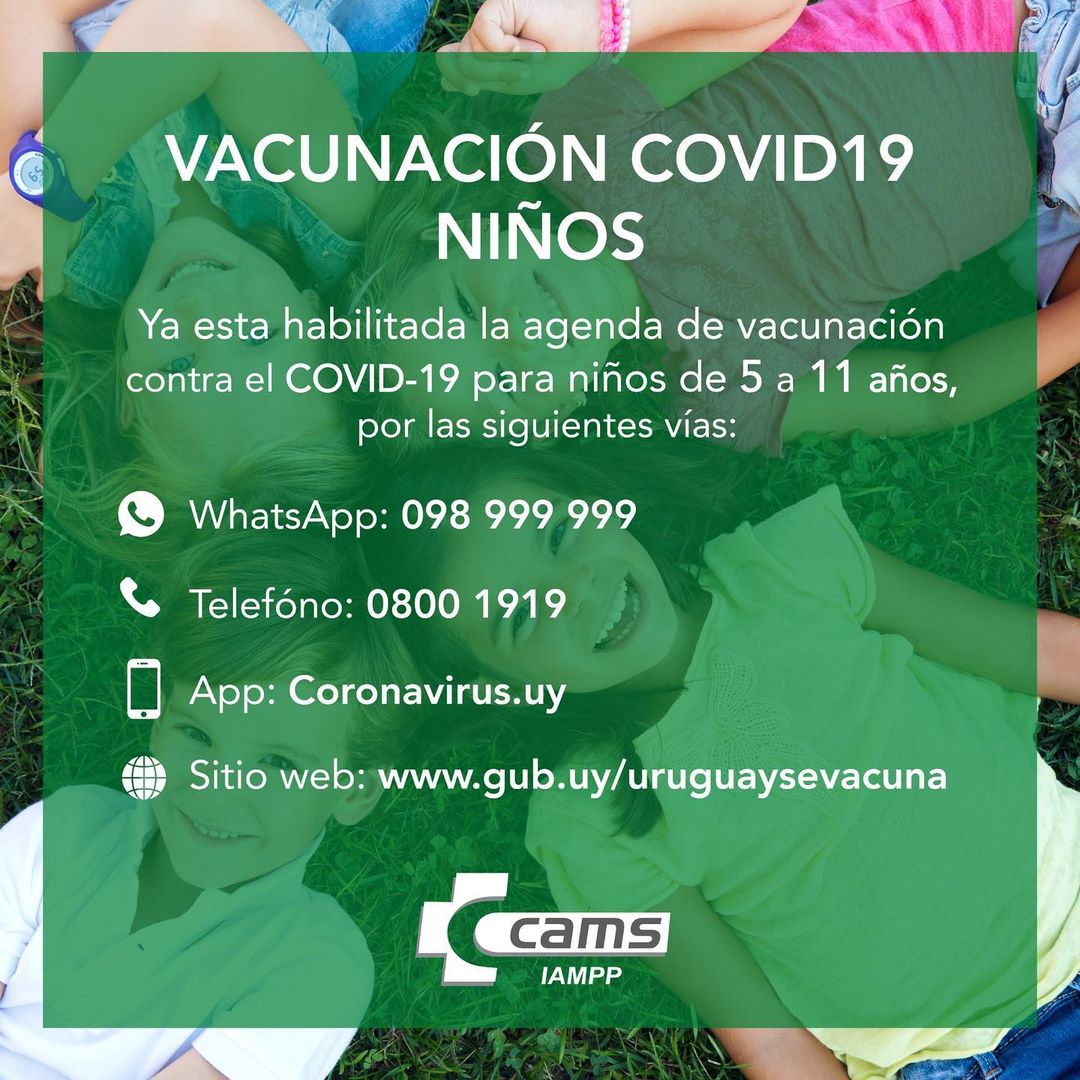 VACUNACIÓN COVID19
NIÑOS
Ya esta habilitada la agenda de vacunación
contra el COVID-19 para niños de 5 a 11 años,
por las siguientes vías:
WhatsApp: 098 999 999
Telefóno: 0800 1919
App: Coronavirus.uy
Sitio web: www.gub.uy/uruguaysevacuna
cams
IAMPP